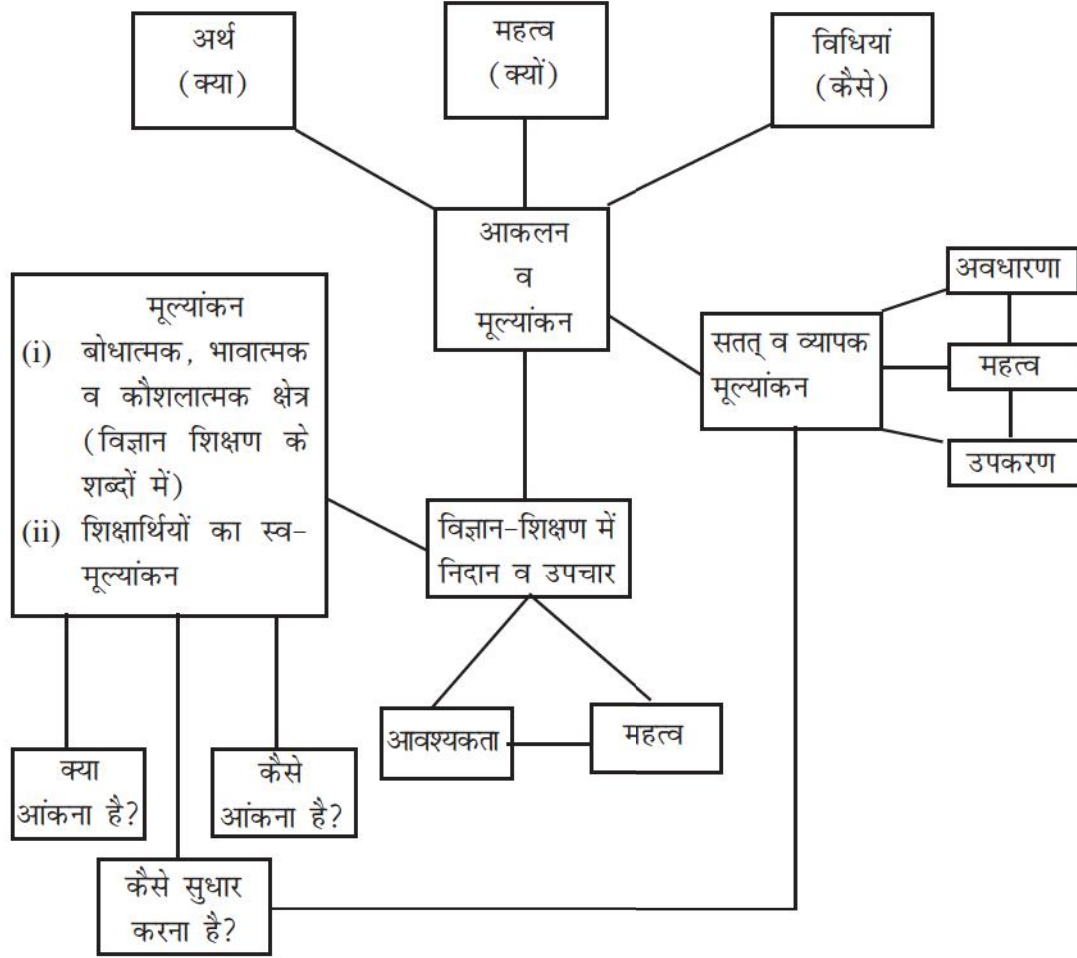 अर्थ
(क्या)
महत्व
(क्यों)
विधियां
(कैसे)
आकलन
व
मूल्यांकन
मूल्यांकन
(i) बोधात्मक, भावात्मक
व कौशलात्मक क्षेत्र
(विज्ञान शिक्षण के
शब्दों में)
(ii) शिक्षार्थियों का स्व-
मूल्यांकन
सतत् व व्यापक
मूल्यांकन
अवधारणा
महत्व
उपकरण
विज्ञान-शिक्षण में
निदान व उपचार
आवश्यकता
महत्व
क्या
आंकना है?
कैसे
आंकना है?
कैसे सुधार
करना है?